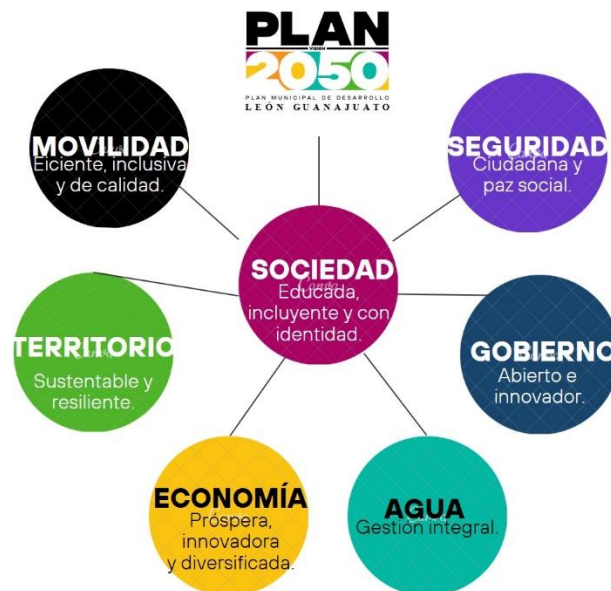 PLAN
VISIÓN
2050
PLAN MUNICIPAL DE DESARROLLO
LEÓN GUANAJUATO
MOVILIDAD
Eiciente, inclusiva
y de calidad.
SEGURIDAD
Ciudadana y
paz social.
SOCIEDAD
Educada,
incluyente y con
identidad.
TERRITORIO
Sustentable y
resiliente.
GOBIERNO
Abierto e
innovador.
ECONOMÍA
Próspera,
innovadora
y diversificada.
AGUA
Gestión integral.